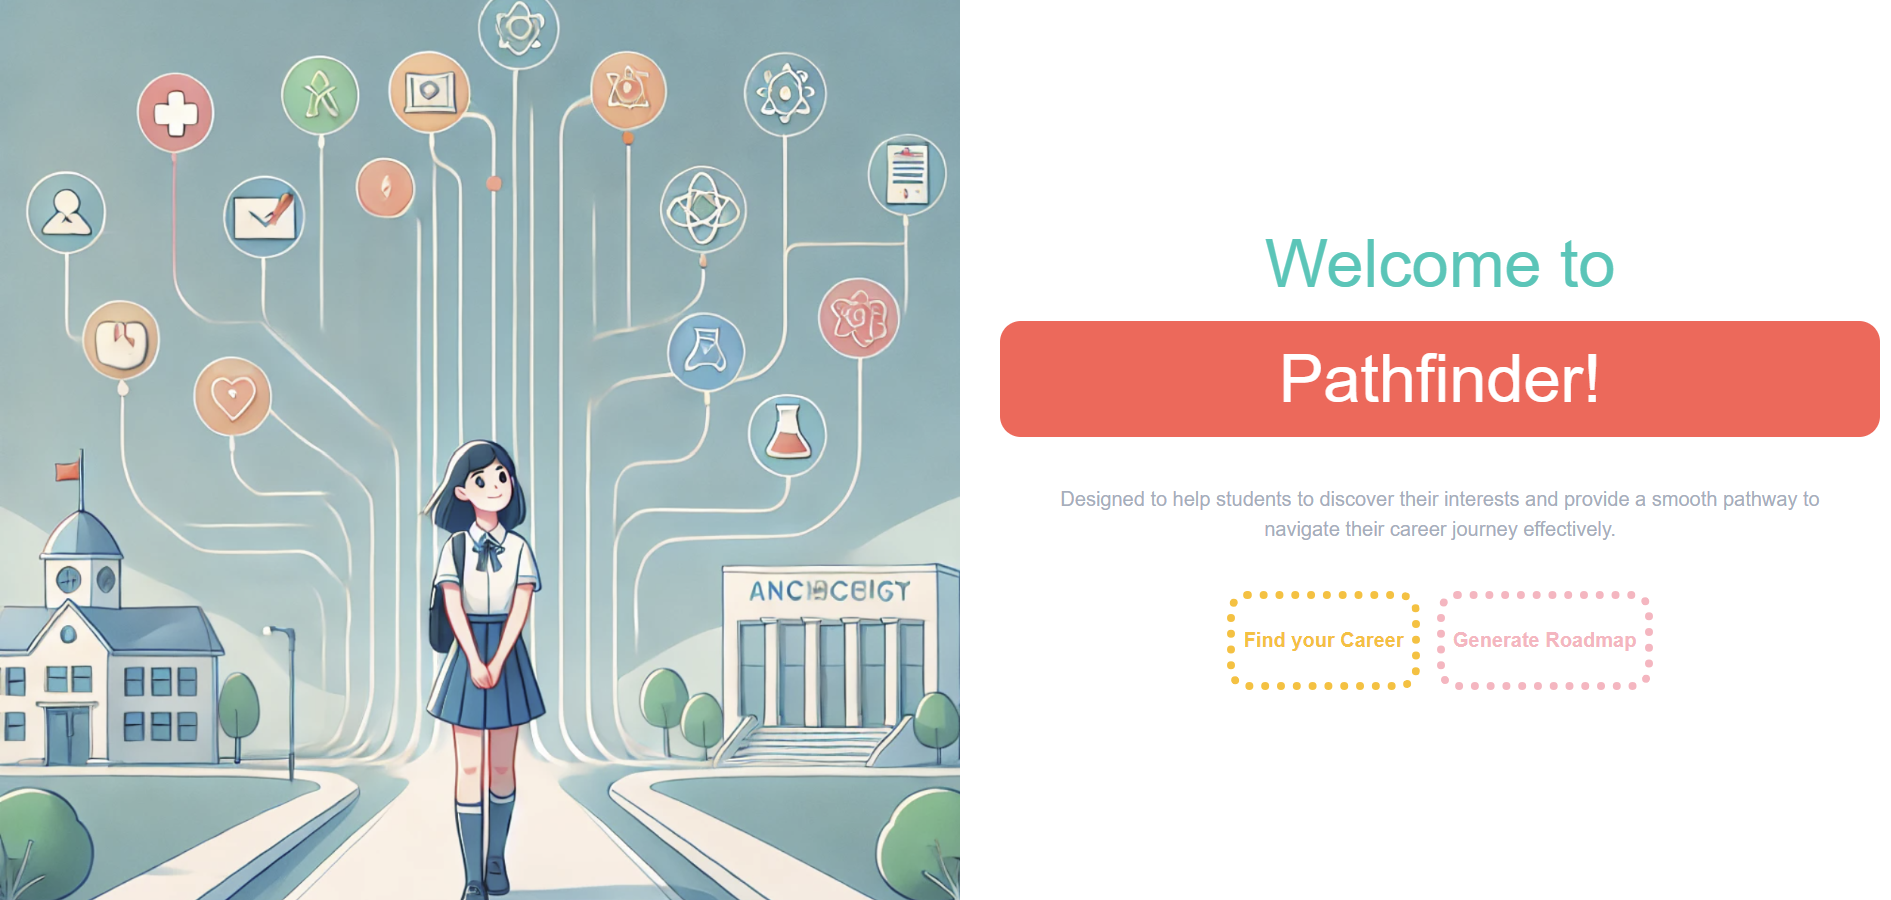 Welcome to
Pathfinder!
Designed to help students to discover their interests and provide a smooth pathway to
navigate their career journey effectively.
Find your Career
Generate Roadmap